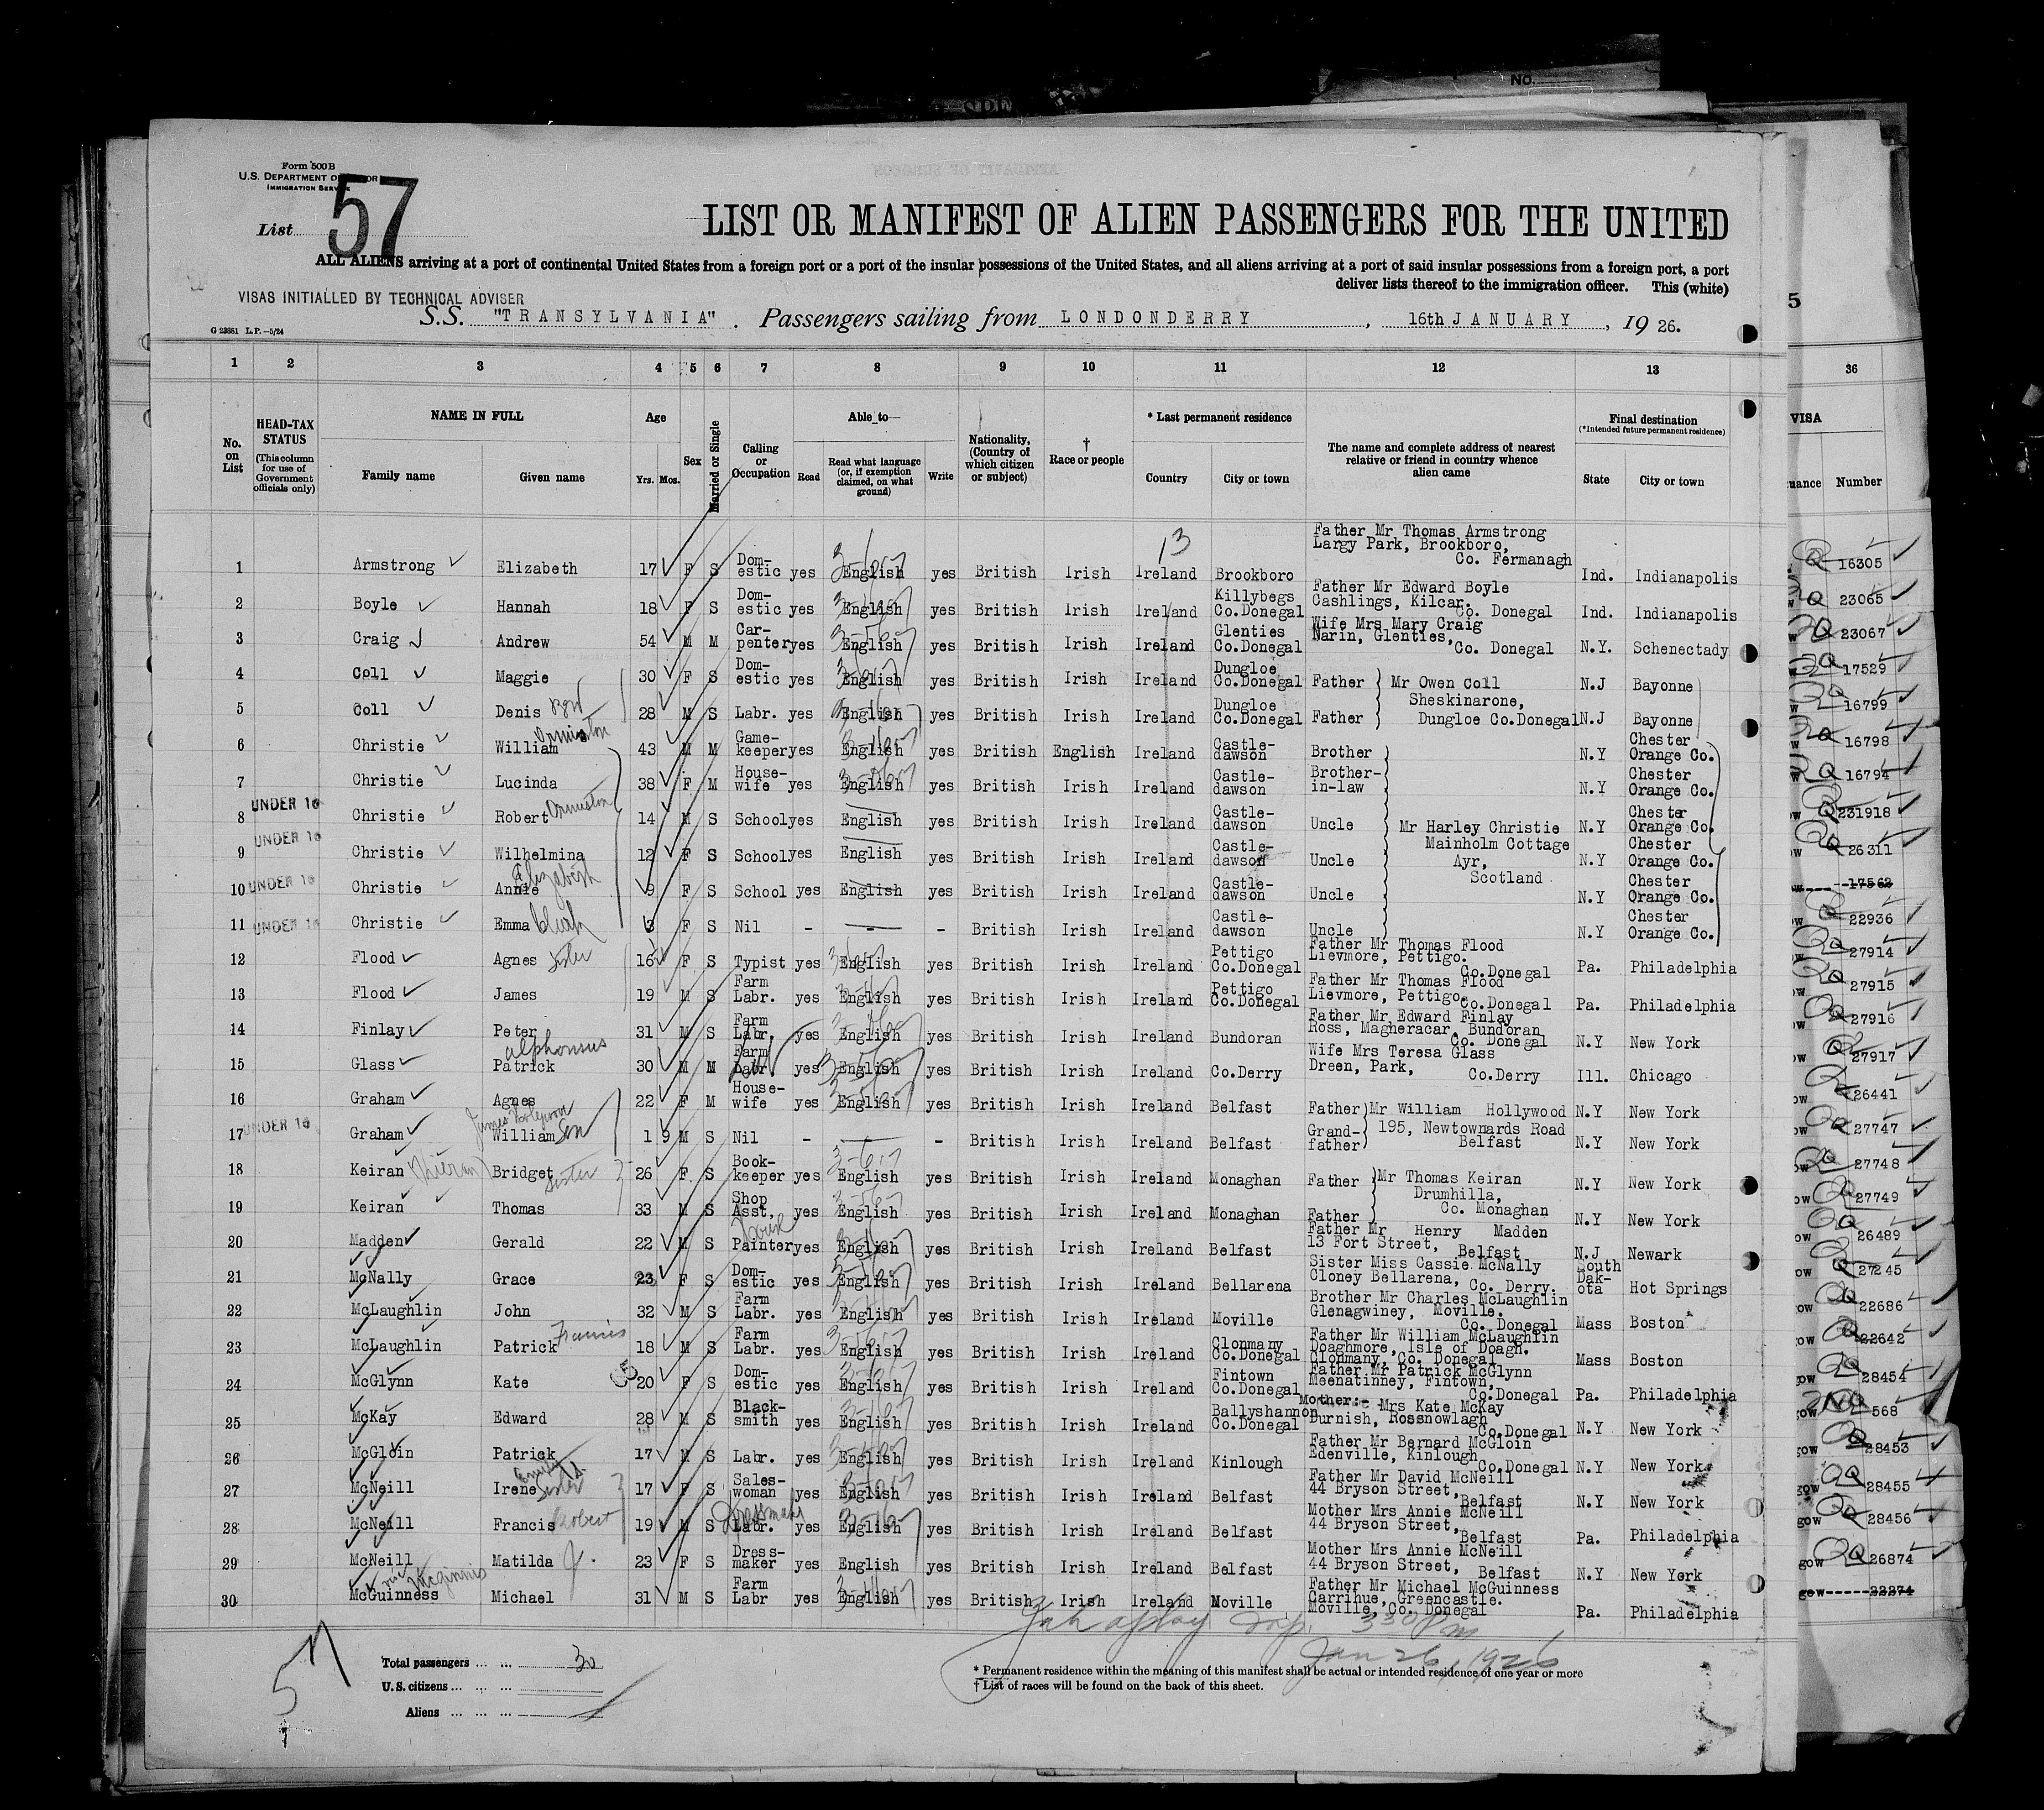 No.
Form 500 B
U.S. DEPARTMENT OF LABOR
IMMIGRATION SERVICE
List 57
LIST OR MANIFEST OF ALIEN PASSENGERS FOR THE UNITED
ALL ALIENS arriving at a port of continental United States from a foreign port or a port of the insular possessions of the United States, and all aliens arriving at a port of said insular possessions from a foreign port, a port
deliver lists thereof to the immigration officer. This (white)
VISAS INITIALLED BY TECHNICAL ADVISER
G 23881 L.P.—5/24
S.S. "TRANSYLVANIA". Passengers sailing from LONDONDERRY, 16th JANUARY, 1926.
5
1 2 3 4 5 6 7 8 9 10 11 12 13 36
No. on List
HEAD-TAX STATUS (This column for use of Government officials only)
NAME IN FULL
Family name Given name
Age
Yrs. Mos.
Sex
Married or Single
Calling or Occupation
Able to—
Read
Read what language (or, if exemption claimed, on what ground)
Write
Nationality, (Country of which citizen or subject)
† Race or people
* Last permanent residence
Country City or town
The name and complete address of nearest relative or friend in country whence alien came
Final destination
(*Intended future permanent residence)
State City or town
VISA
Number
13
1 Armstrong Elizabeth 17 F S Domestic yes English yes British Irish Ireland Brookboro Father Mr Thomas Armstrong Largy Park, Brookboro, Co. Fermanagh Ind. Indianapolis 16305
2 Boyle Hannah 18 F S Domestic yes English yes British Irish Ireland Killybegs Co.Donegal Father Mr Edward Boyle Cashlings, Kilcar. Co. Donegal Ind. Indianapolis 23065
3 Craig Andrew 54 M M Carpenter yes English yes British Irish Ireland Glenties Co.Donegal Wife Mrs Mary Craig Narin, Glenties, Co. Donegal N.Y. Schenectady 23067
4 Coll Maggie 30 F S Domestic yes English yes British Irish Ireland Dungloe Co.Donegal Father Mr Owen Coll Sheskinarone, N.J Bayonne 17529
5 Coll Denis 28 M S Labr. yes English yes British Irish Ireland Dungloe Co.Donegal Father Dungloe Co.Donegal N.J Bayonne 16799
6 Christie William Ormiston 43 M M Gamekeeper yes English yes British English Ireland Castledawson Brother N.Y Chester Orange Co. 16798
7 Christie Lucinda 38 F M Housewife yes English yes British Irish Ireland Castledawson Brother-in-law N.Y Chester Orange Co. 16794
UNDER 16
8 Christie Robert Ormiston 14 M S School yes English yes British Irish Ireland Castledawson Uncle Mr Harley Christie N.Y Chester Orange Co. 231918
UNDER 16
9 Christie Wilhelmina 12 F S School yes English yes British Irish Ireland Castledawson Uncle Mainholm Cottage Ayr, N.Y Chester Orange Co. 26311
10 UNDER 16 Christie Annie Elizabeth 9 F S School yes English yes British Irish Ireland Castledawson Uncle Scotland N.Y Chester Orange Co. 17562
11 UNDER 16 Christie Emma 3 F S Nil - — - British Irish Ireland Castledawson Uncle N.Y Chester Orange Co. 22936
12 Flood Agnes Sister 16 F S Typist yes English yes British Irish Ireland Pettigo Co.Donegal Father Mr Thomas Flood Lievmore, Pettigo. Co.Donegal Pa. Philadelphia 27914
13 Flood James 19 M S Farm Labr. yes English yes British Irish Ireland Pettigo Co.Donegal Father Mr Thomas Flood Lievmore, Pettigo. Co.Donegal Pa. Philadelphia 27915
14 Finlay Peter 31 M S Farm Labr. yes English yes British Irish Ireland Bundoran Father Mr Edward Finlay Ross, Magheracar, Bundoran Co. Donegal N.Y New York 27916
15 Glass Patrick Alphonsus 30 M M Farm Labr yes English yes British Irish Ireland Co.Derry Wife Mrs Teresa Glass Dreen, Park, Co.Derry Ill. Chicago 27917
16 Graham Agnes 22 F M Housewife yes English yes British Irish Ireland Belfast Father Mr William Hollywood N.Y New York 26441
17 UNDER 16 Graham William James Son 1 9 M S Nil - — - British Irish Ireland Belfast Grandfather 195, Newtownards Road Belfast N.Y New York 27747
18 Keiran Bridget Sister 26 F S Bookkeeper yes English yes British Irish Ireland Monaghan Father Mr Thomas Keiran Drumhilla, N.Y New York 27748
19 Keiran Thomas 33 M S Shop Asst, yes English yes British Irish Ireland Monaghan Father Co. Monaghan N.Y New York 27749
20 Madden Gerald 22 M S Painter yes English yes British Irish Ireland Belfast Father Mr Henry Madden 13 Fort Street, Belfast N.J Newark 26489
21 McNally Grace 23 F S Domestic yes English yes British Irish Ireland Bellarena Sister Miss Cassie McNally Cloney Bellarena, Co. Derry. South Dakota Hot Springs 27245
22 McLaughlin John 32 M S Farm Labr. yes English yes British Irish Ireland Moville Brother Mr Charles McLaughlin Glenagwiney, Moville. Co. Donegal Mass Boston 22686
23 McLaughlin Patrick Francis 18 M S Farm Labr. yes English yes British Irish Ireland Clonmany Co.Donegal Father Mr William McLaughlin Doaghmore, Isle of Doagh. Clonmany, Co. Donegal Mass Boston 22642
24 McGlynn Kate 20 F S Domestic yes English yes British Irish Ireland Fintown Co.Donegal Father Mr Patrick McGlynn Meenatinney, Fintown, Co.Donegal Pa. Philadelphia 28454
25 McKay Edward 28 M S Blacksmith yes English yes British Irish Ireland Ballyshannon Co.Donegal Mother:- Mrs Kate McKay Durnish, Rossnowlagh Co.Donegal N.Y New York 568
26 McGloin Patrick 17 M S Labr. yes English yes British Irish Ireland Kinlough Father Mr Bernard McGloin Edenville, Kinlough Co.Donegal N.Y New York 28453
27 McNeill Irene Emily Sister 17 F S Saleswoman yes English yes British Irish Ireland Belfast Father Mr David McNeill 44 Bryson Street, Belfast N.Y New York 28455
28 McNeill Francis Robert 19 M S Labr. yes English yes British Irish Ireland Belfast Mother Mrs Annie McNeill 44 Bryson Street, Belfast Pa. Philadelphia 28456
29 McNeill Matilda J. 23 F S Dressmaker yes English yes British Irish Ireland Belfast Mother Mrs Annie McNeill 44 Bryson Street, Belfast N.Y New York 26874
30 McGuinness McGinnis Michael 31 M S Farm Labr yes English yes British Irish Ireland Moville Father Mr Michael McGuinness Carrihue, Greencastle. Moville, Co. Donegal Pa. Philadelphia 22274
3 30 Pm
Jan 26, 1926
57
Total passengers ... ... 30
U.S. citizens ... ... ...
Aliens ... ... ...
* Permanent residence within the meaning of this manifest shall be actual or intended residence of one year or more
† List of races will be found on the back of this sheet.